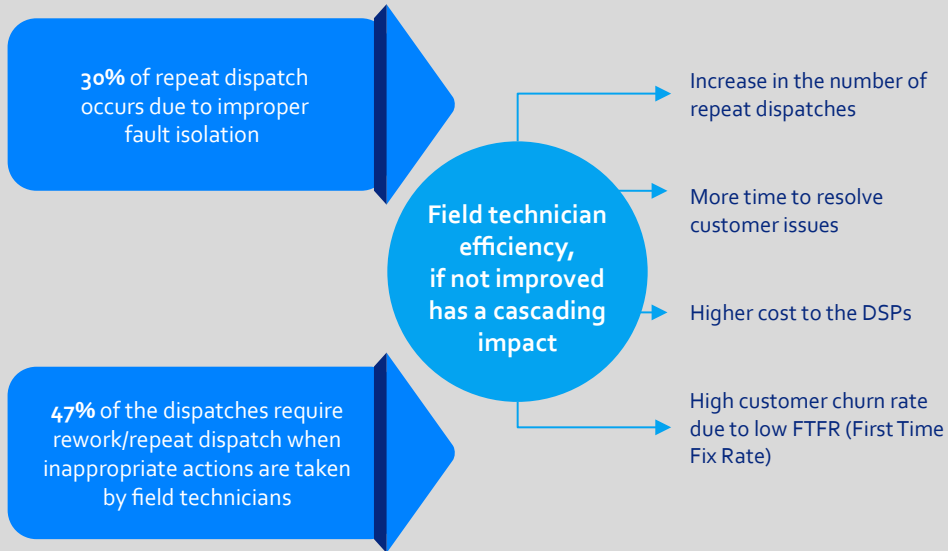 30% of repeat dispatch
occurs due to improper
fault isolation
47% of the dispatches require
rework/repeat dispatch when
inappropriate actions are taken
by field technicians
Field technician
efficiency,
if not improved
has a cascading
impact
Increase in the number of
repeat dispatches
More time to resolve
customer issues
Higher cost to the DSPs
High customer churn rate
due to low FTFR (First Time
Fix Rate)